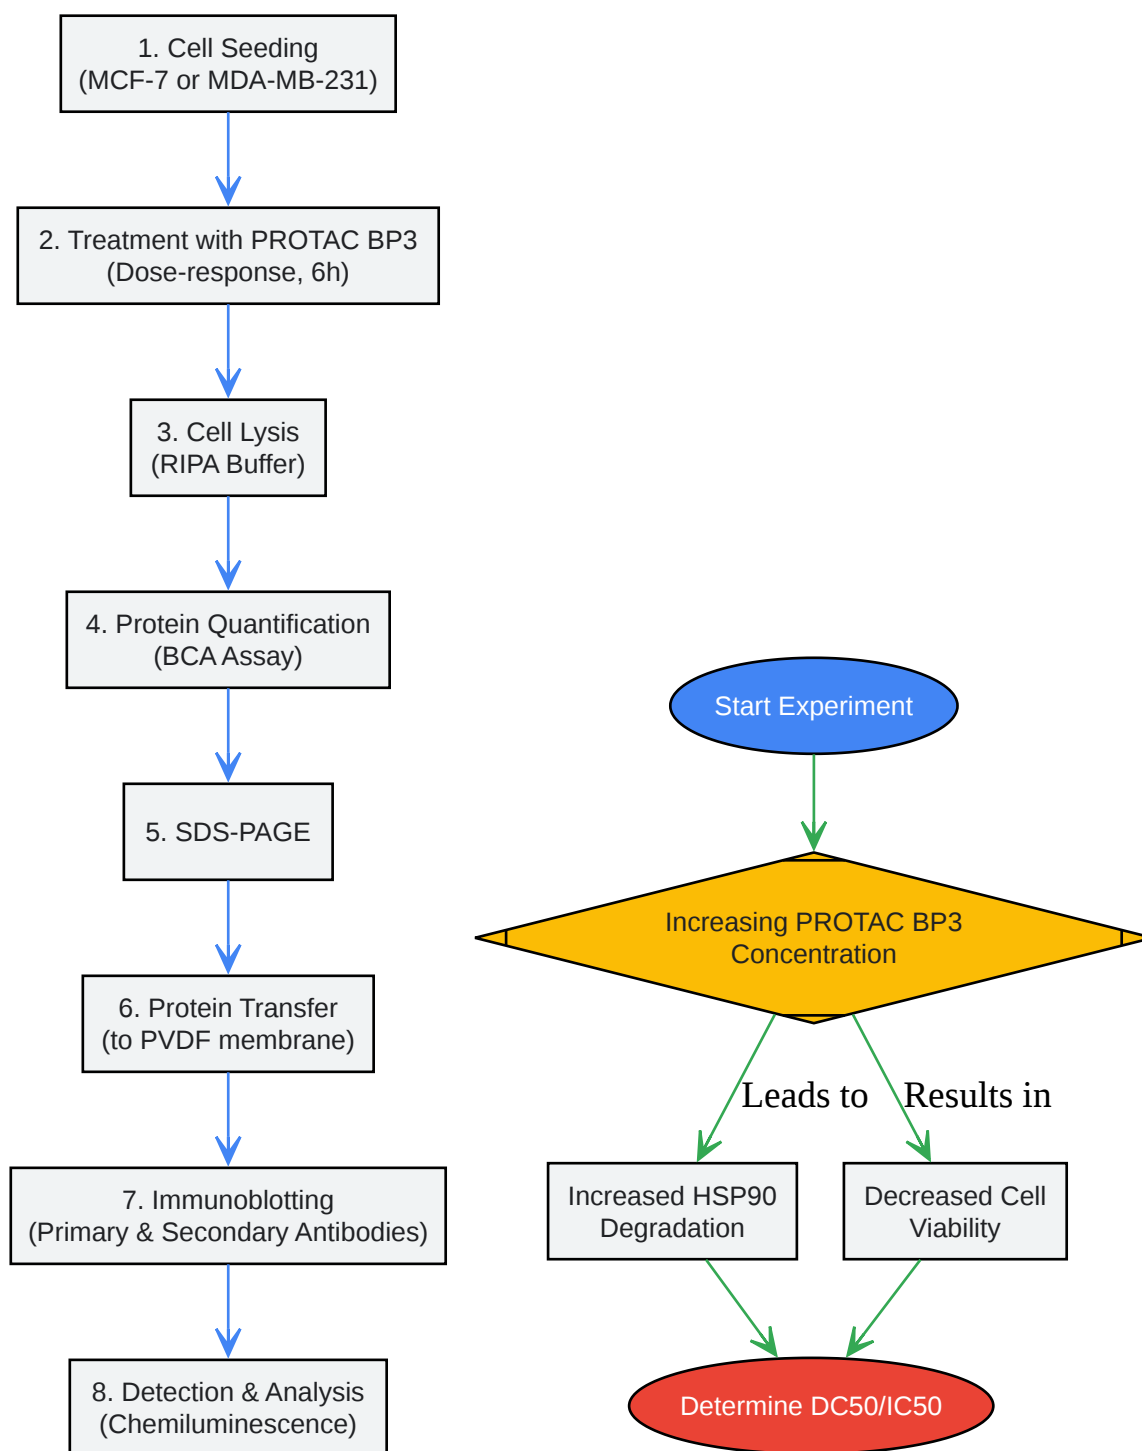 1. Cell Seeding
(MCF-7 or MDA-MB-231)
2. Treatment with PROTAC BP3
(Dose-response, 6h)
3. Cell Lysis
(RIPA Buffer)
4. Protein Quantification
(BCA Assay)
5. SDS-PAGE
6. Protein Transfer
(to PVDF membrane)
7. Immunoblotting
(Primary & Secondary Antibodies)
8. Detection & Analysis
(Chemiluminescence)
Start Experiment
Increasing PROTAC BP3
Concentration
Leads to
Results in
Increased HSP90
Degradation
Decreased Cell
Viability
Determine DC50/IC50